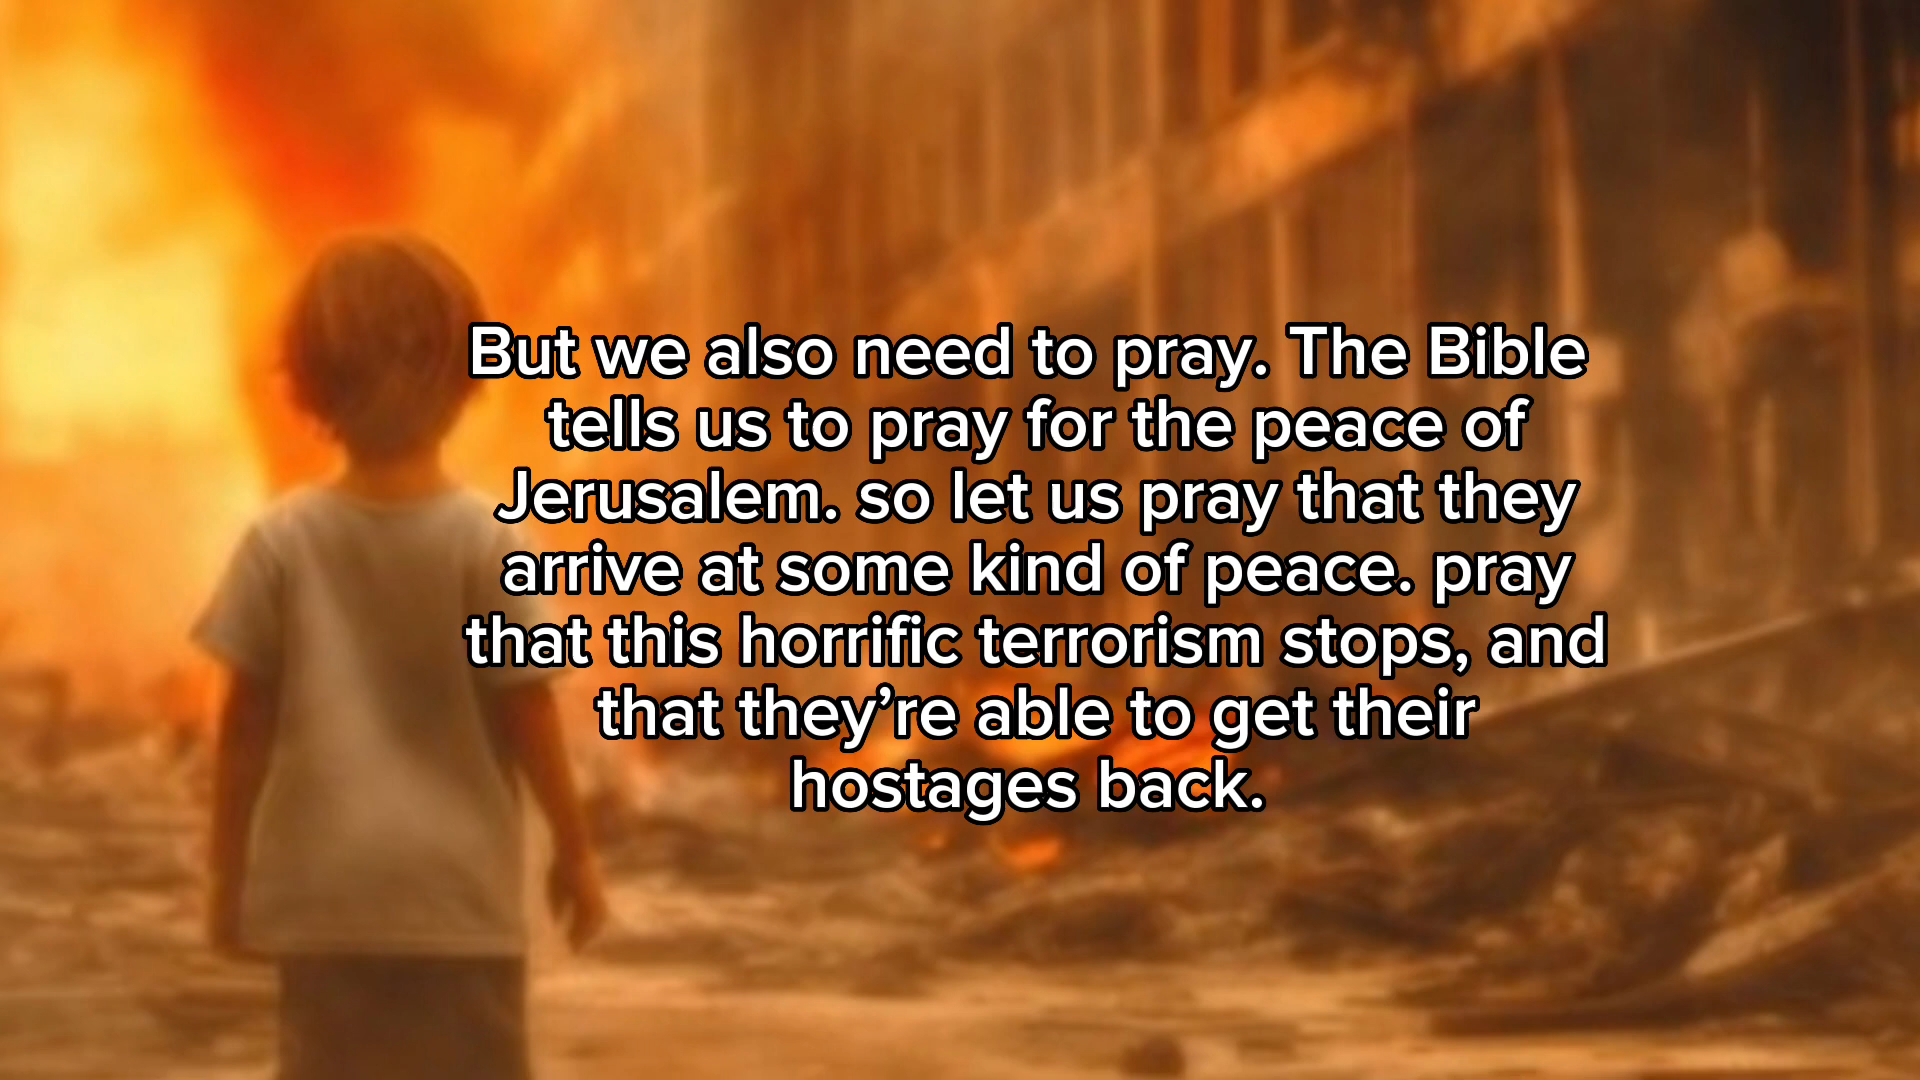 But we also need to pray. The Bible
tells us to pray for the peace of
Jerusalem. so let us pray that they
arrive at some kind of peace. pray
that this horrific terrorism stops, and
that they’re able to get their
hostages back.